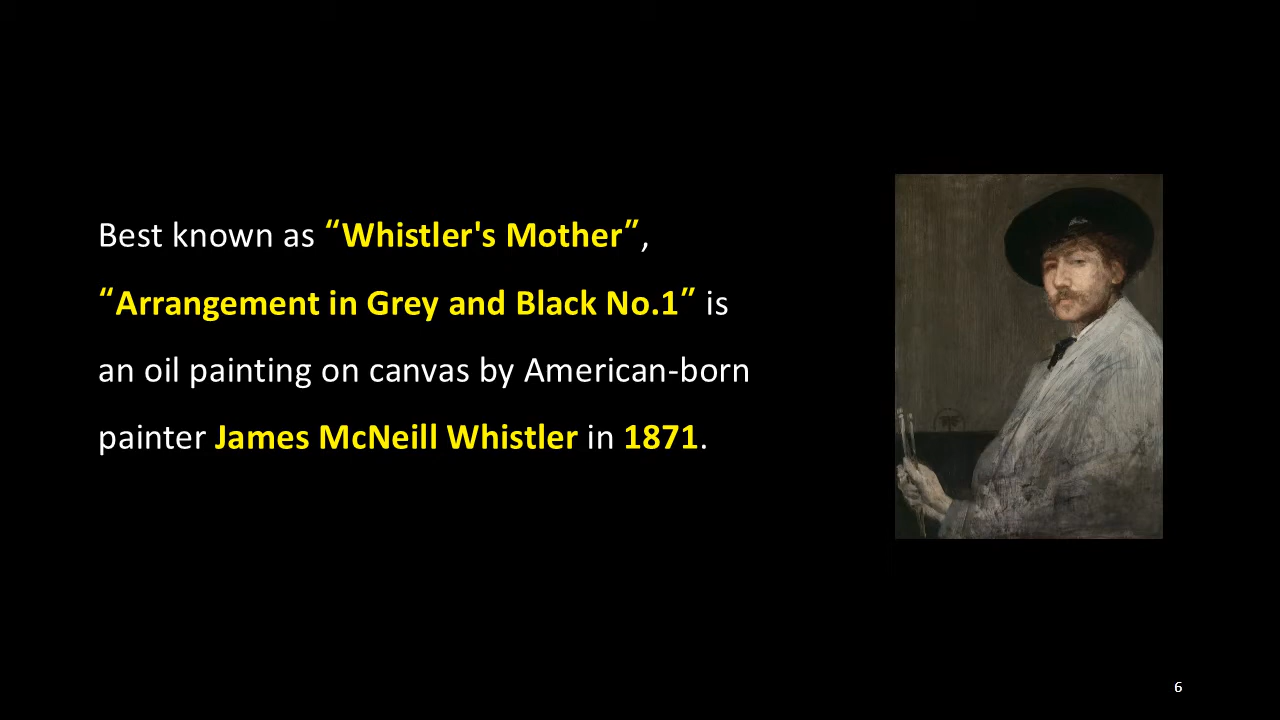 Best known as “Whistler's Mother”,
“Arrangement in Grey and Black No.1” is
an oil painting on canvas by American-born
painter James McNeill Whistler in 1871.
6